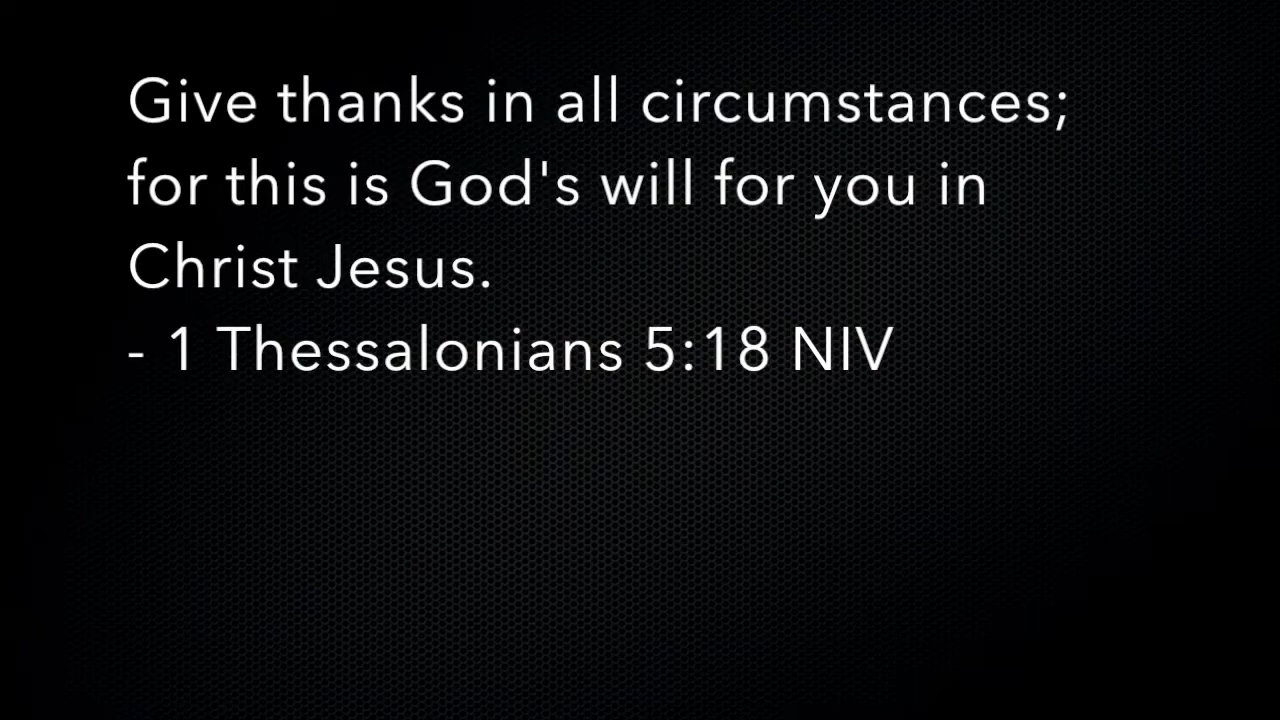 Give thanks in all circumstances;
for this is God's will for you in
Christ Jesus.
- 1 Thessalonians 5:18 NIV